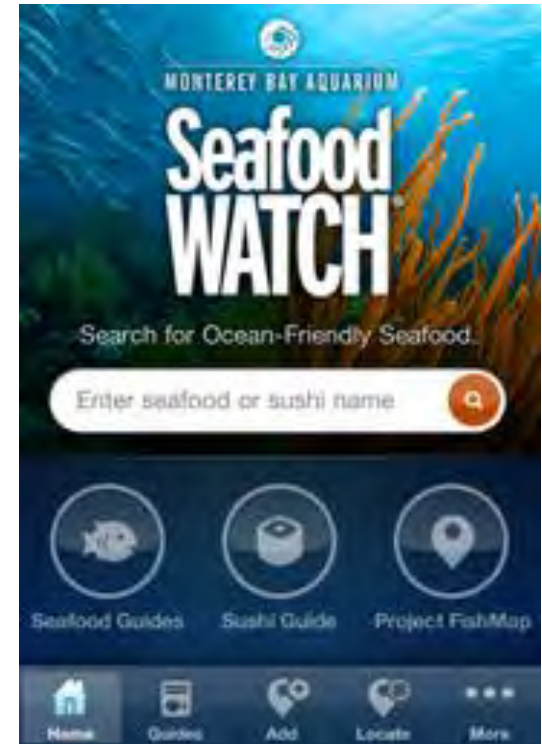 MONTEREY BAY AQUARIUM
Seafood
WATCH®
Search for Ocean-Friendly Seafood.
Enter seafood or sushi name
Seafood Guides
Sushi Guide
Project FishMap
Home
Guides
Add
Locate
More